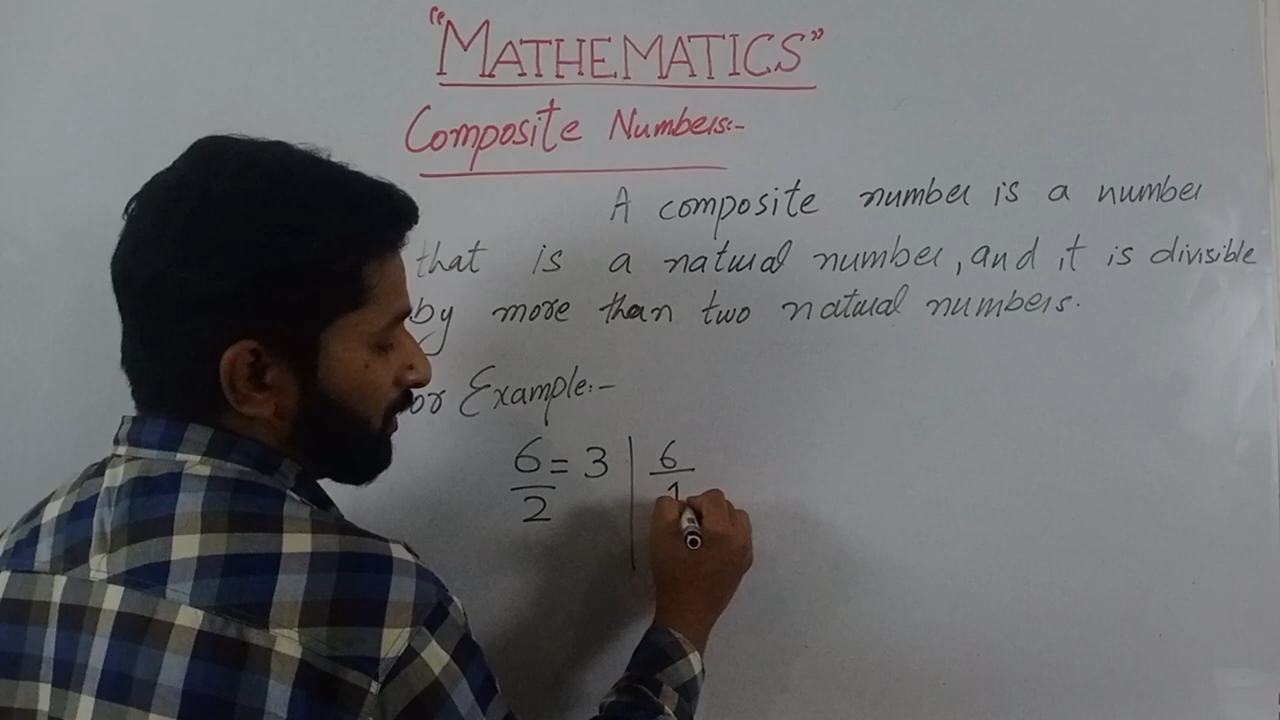 "MATHEMATICS"
Composite Numbers:-
A composite number is a number
that is a natural number, and it is divisible
by more than two natural numbers.
or Example:-
6/2 = 3 | 6/1